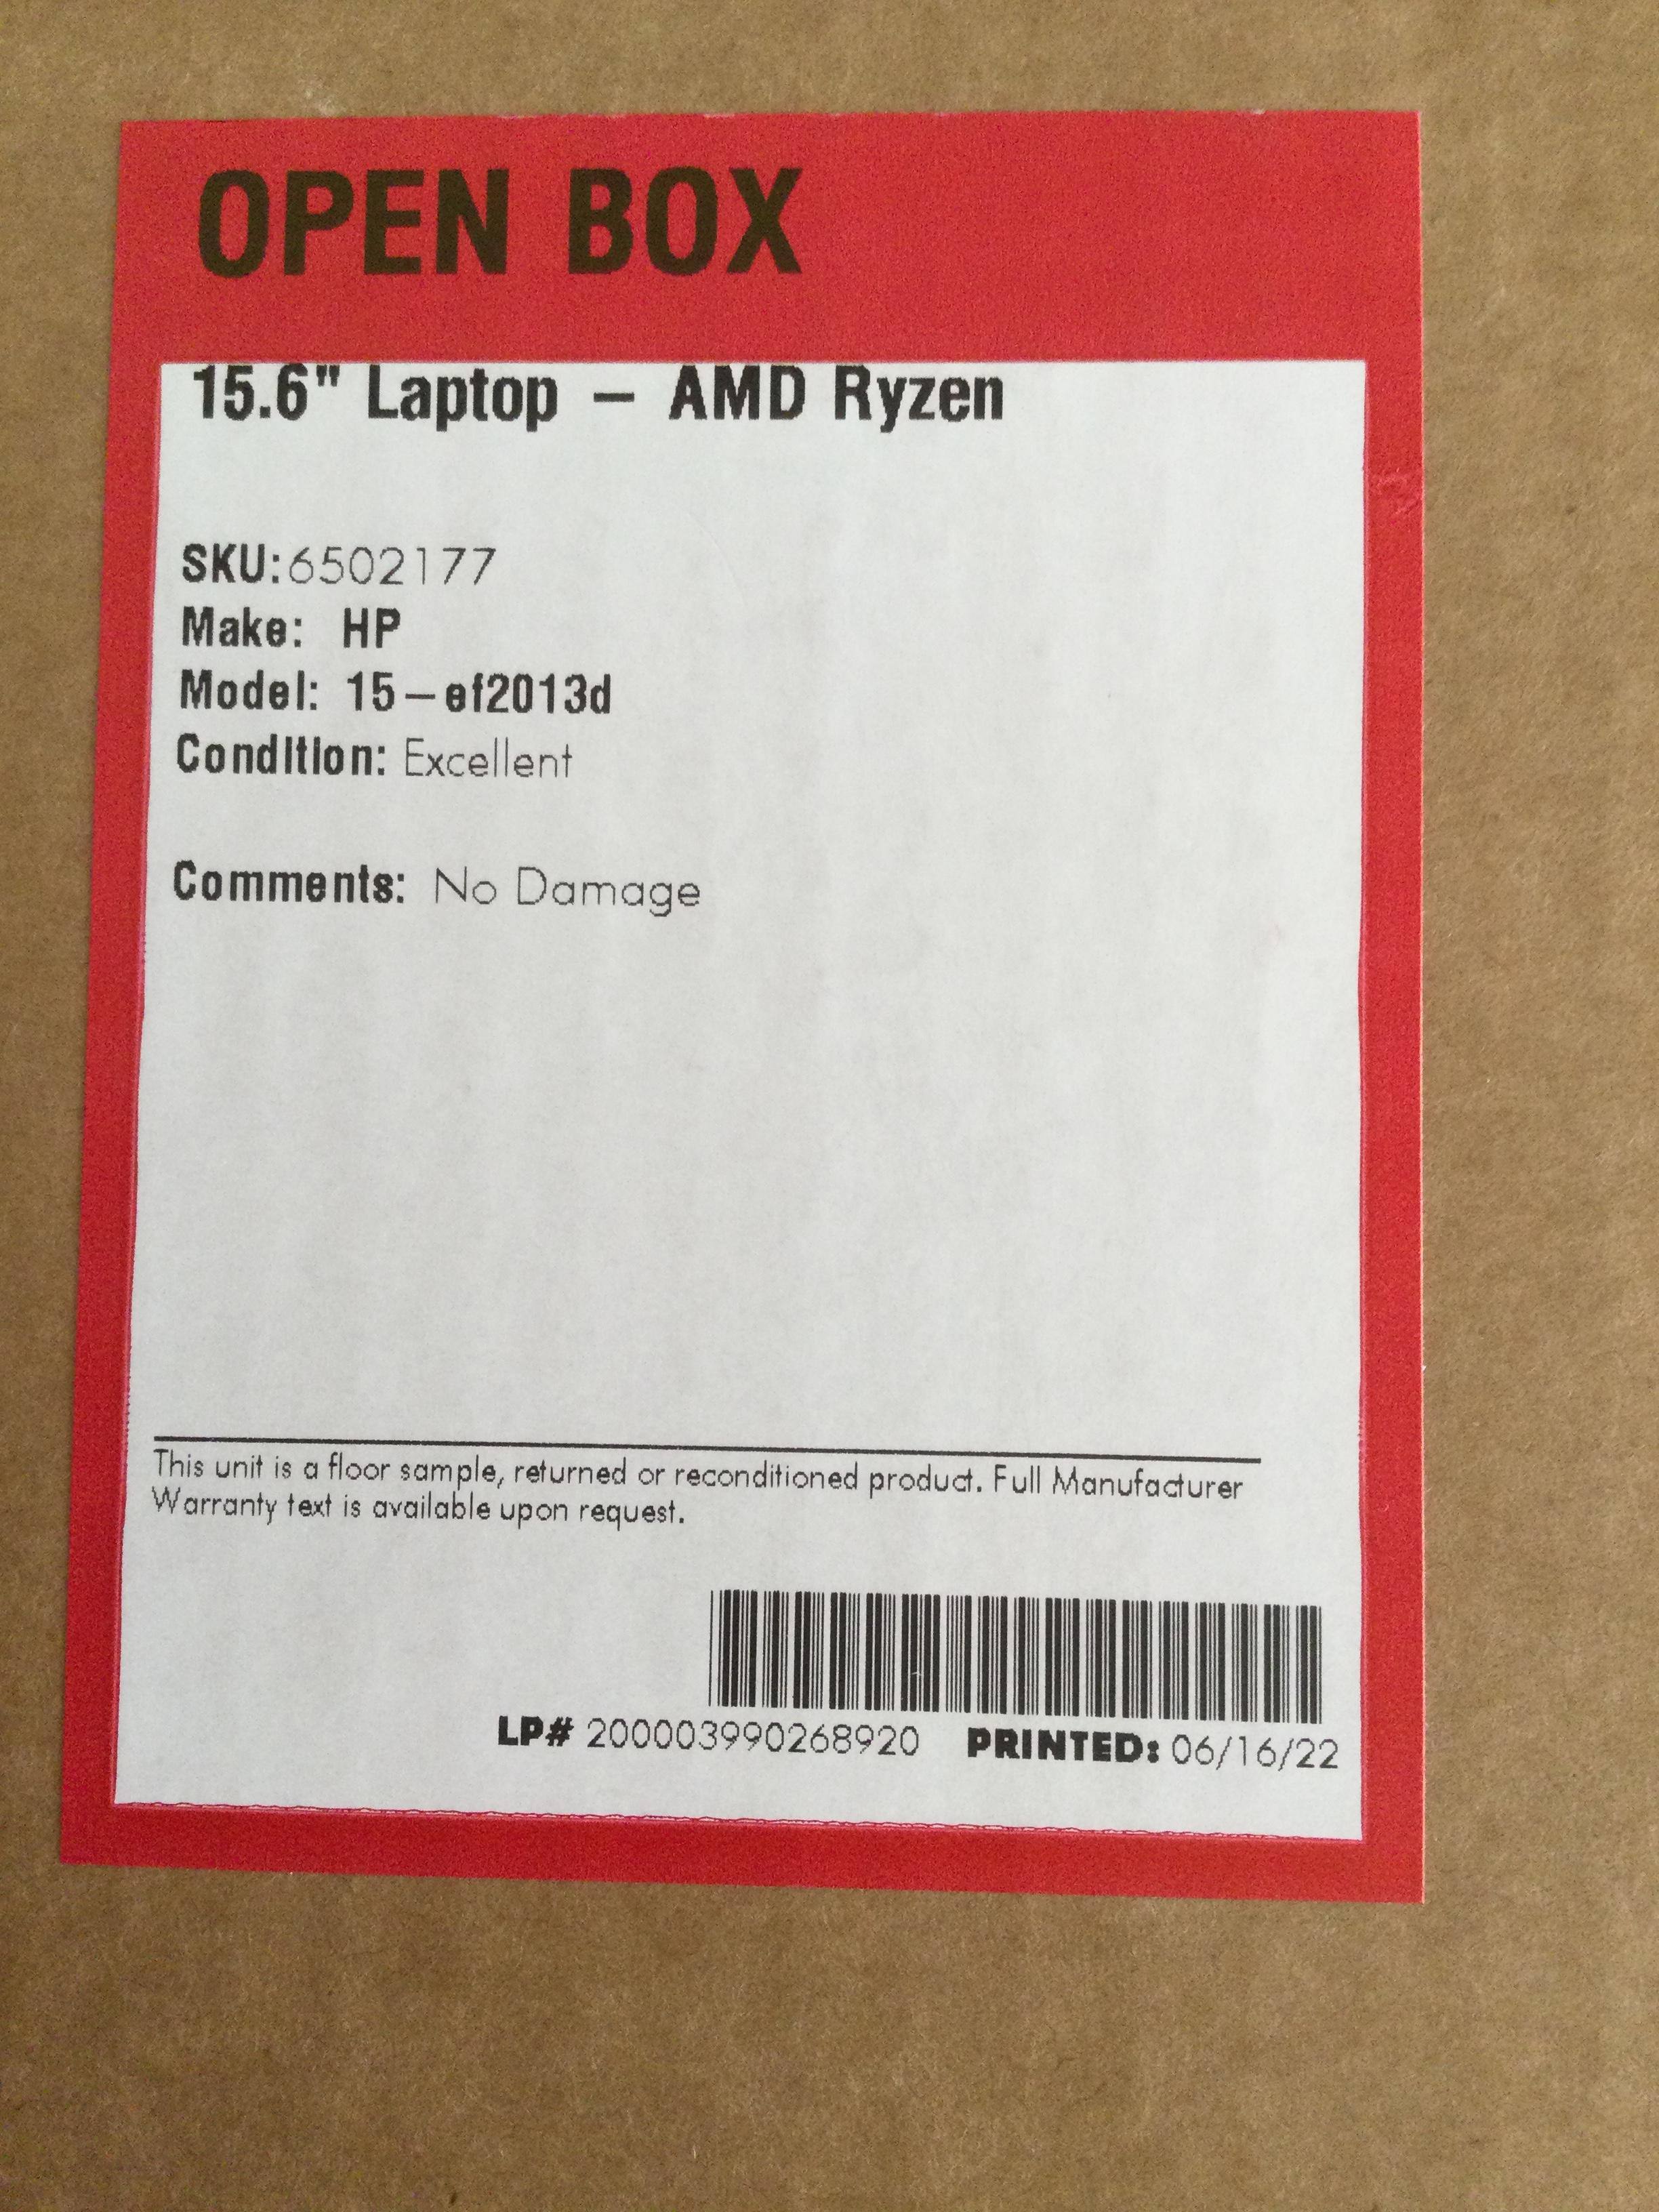 OPEN BOX
15.6" Laptop – AMD Ryzen
SKU:6502177
Make: HP
Model: 15–ef2013d
Condition: Excellent
Comments: No Damage
This unit is a floor sample, returned or reconditioned product. Full Manufacturer
Warranty text is available upon request.
LP# 200003990268920 PRINTED: 06/16/22